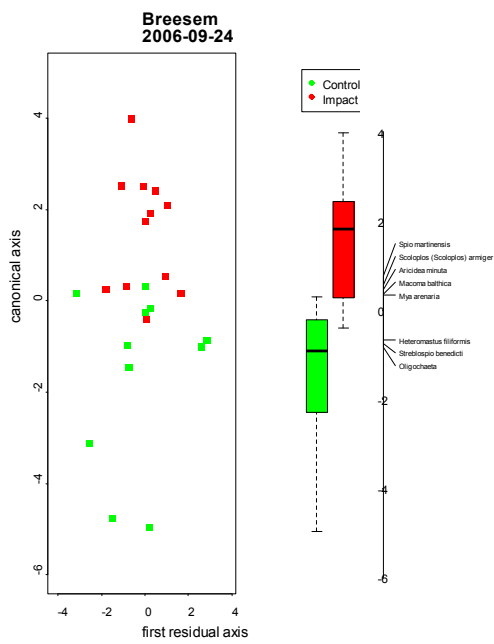 Breesem
2006-09-24
Control
Impact
canonical axis
4
2
0
-2
-4
-6
-4
-2
0
2
4
first residual axis
4
2
0
-2
-4
-6
Spio martinensis
Scoloplos (Scoloplos) armiger
Aricidea minuta
Macoma balthica
Mya arenaria
Heteromastus filiformis
Streblospio benedicti
Oligochaeta